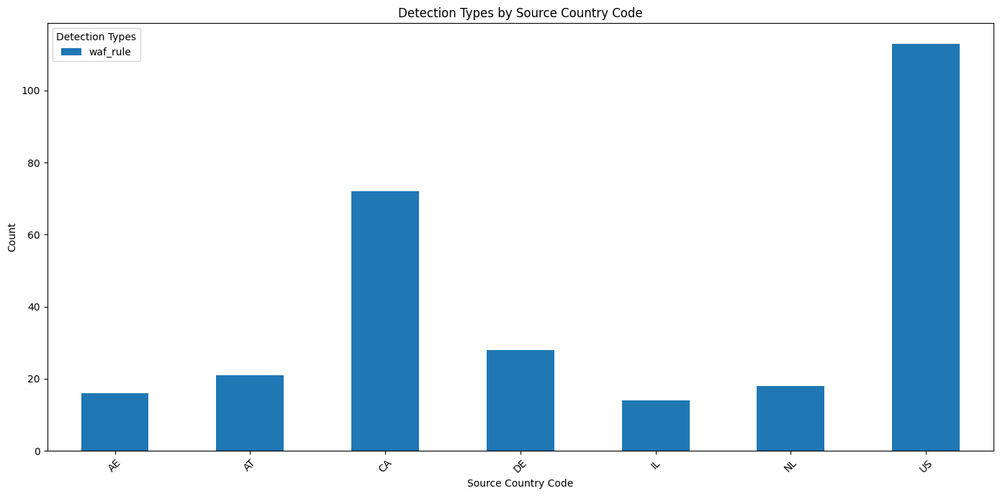 Detection Types by Source Country Code
Detection Types
waf_rule
Count
100
80
60
40
20
0
AE
AT
CA
DE
IL
NL
US
Source Country Code